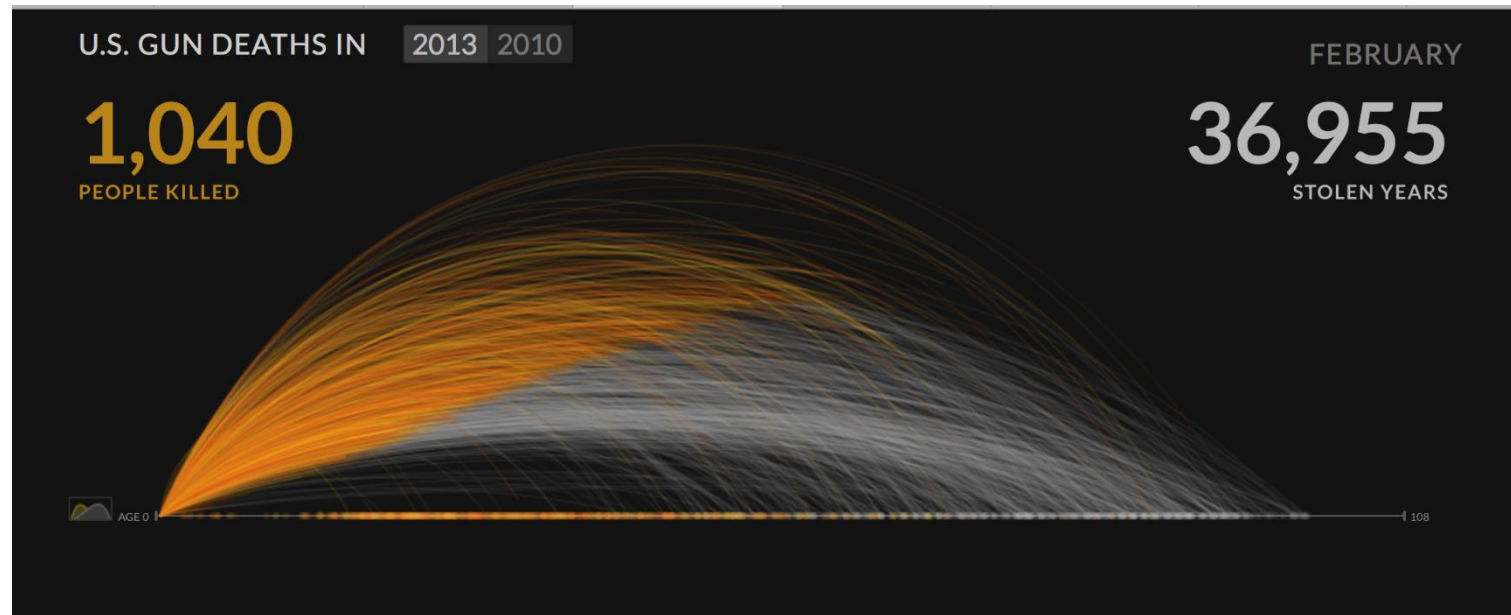 U.S. GUN DEATHS IN 2013 2010
FEBRUARY
1,040
PEOPLE KILLED
36,955
STOLEN YEARS
AGE 0
108